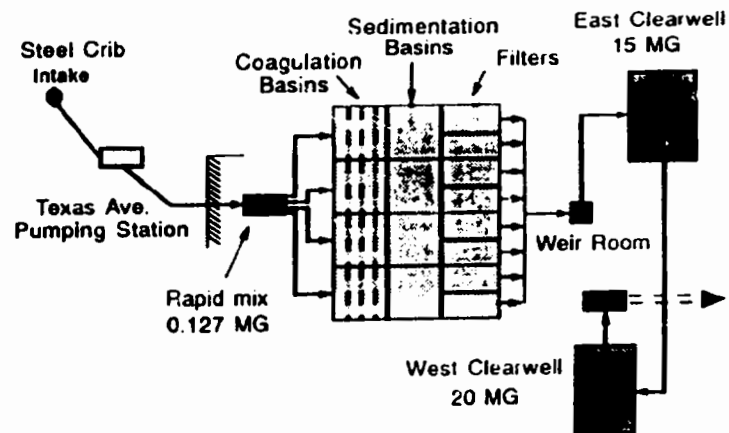 Steel Crib
Intake
Texas Ave.
Pumping Station
Rapid mix
0.127 MG
Coagulation
Basins
Sedimentation
Basins
Filters
Weir Room
East Clearwell
15 MG
West Clearwell
20 MG